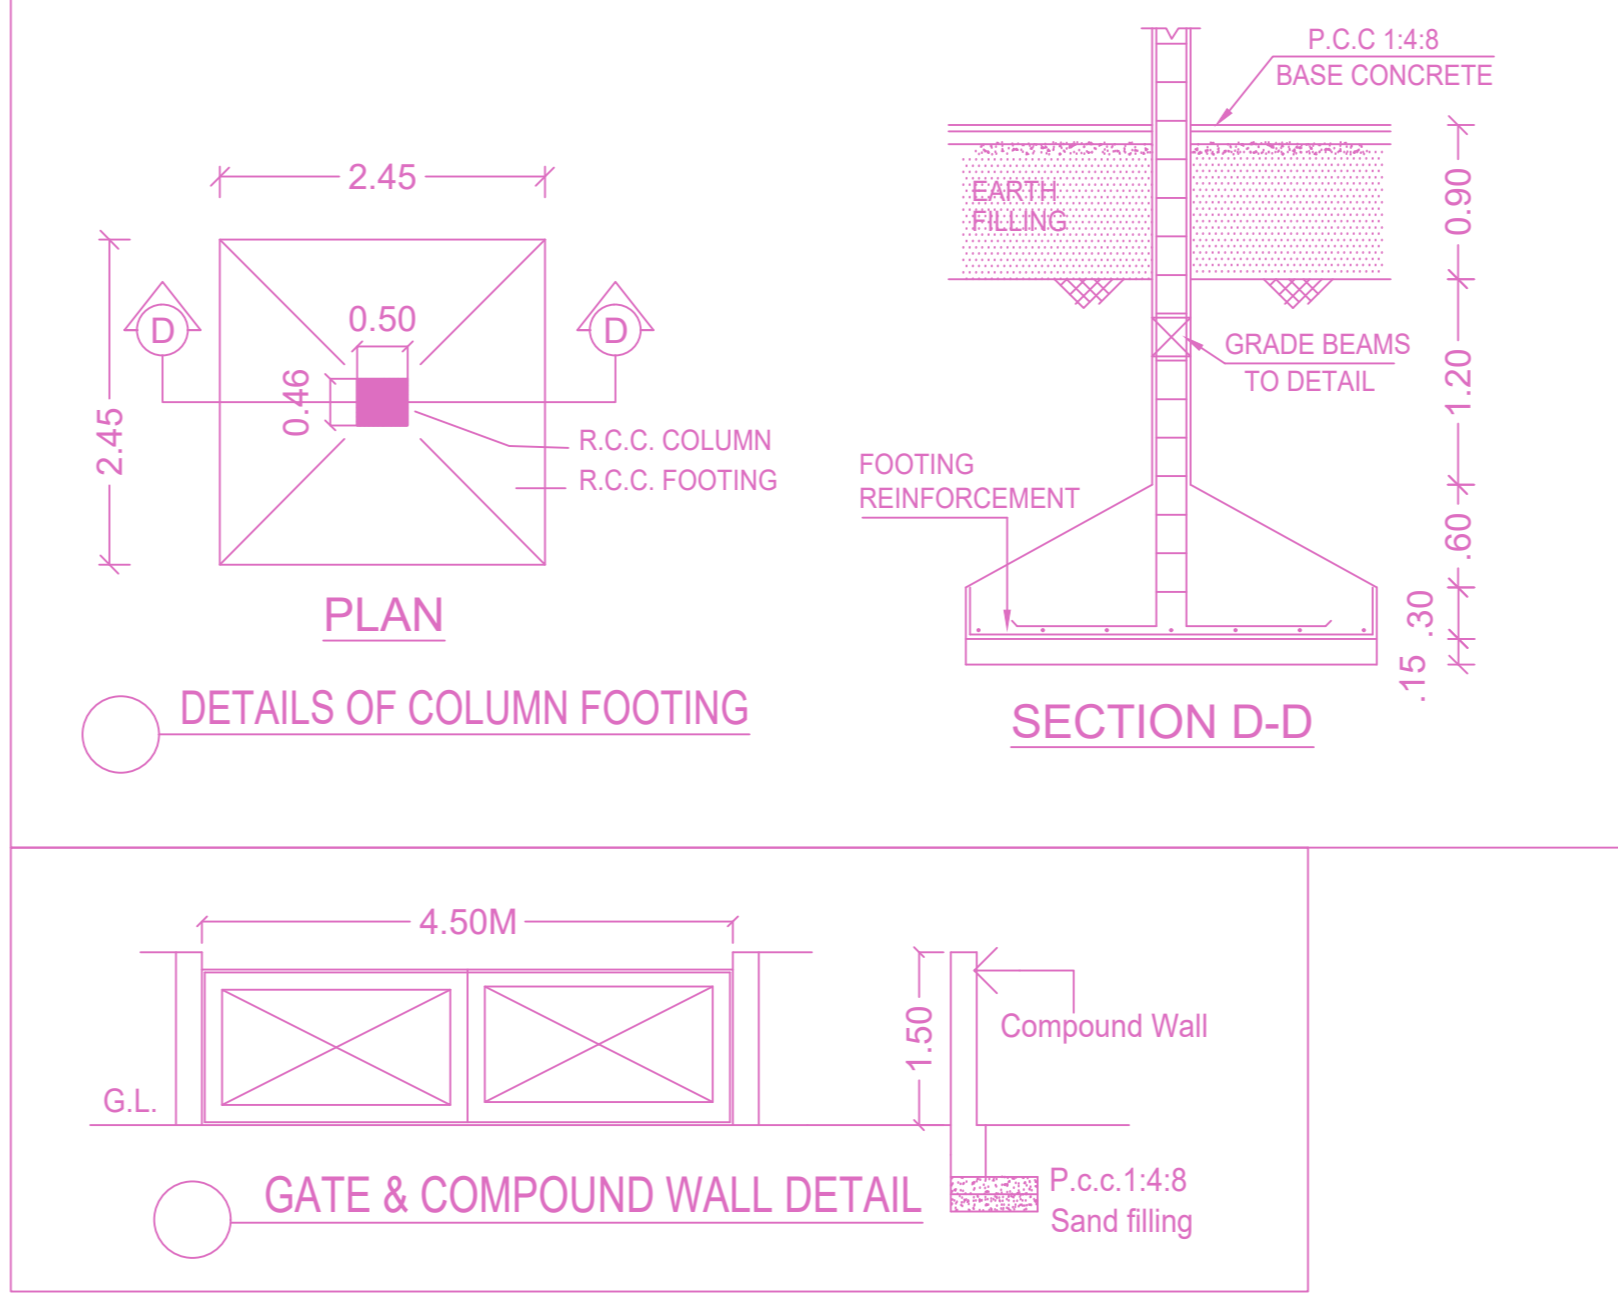 2.45
2.45
D
D
0.50
0.46
R.C.C. COLUMN
R.C.C. FOOTING
PLAN
DETAILS OF COLUMN FOOTING
P.C.C 1:4:8
BASE CONCRETE
EARTH
FILLING
0.90
GRADE BEAMS
TO DETAIL
1.20
FOOTING
REINFORCEMENT
.60
.30
.15
SECTION D-D
4.50M
G.L.
1.50
Compound Wall
P.c.c.1:4:8
Sand filling
GATE & COMPOUND WALL DETAIL